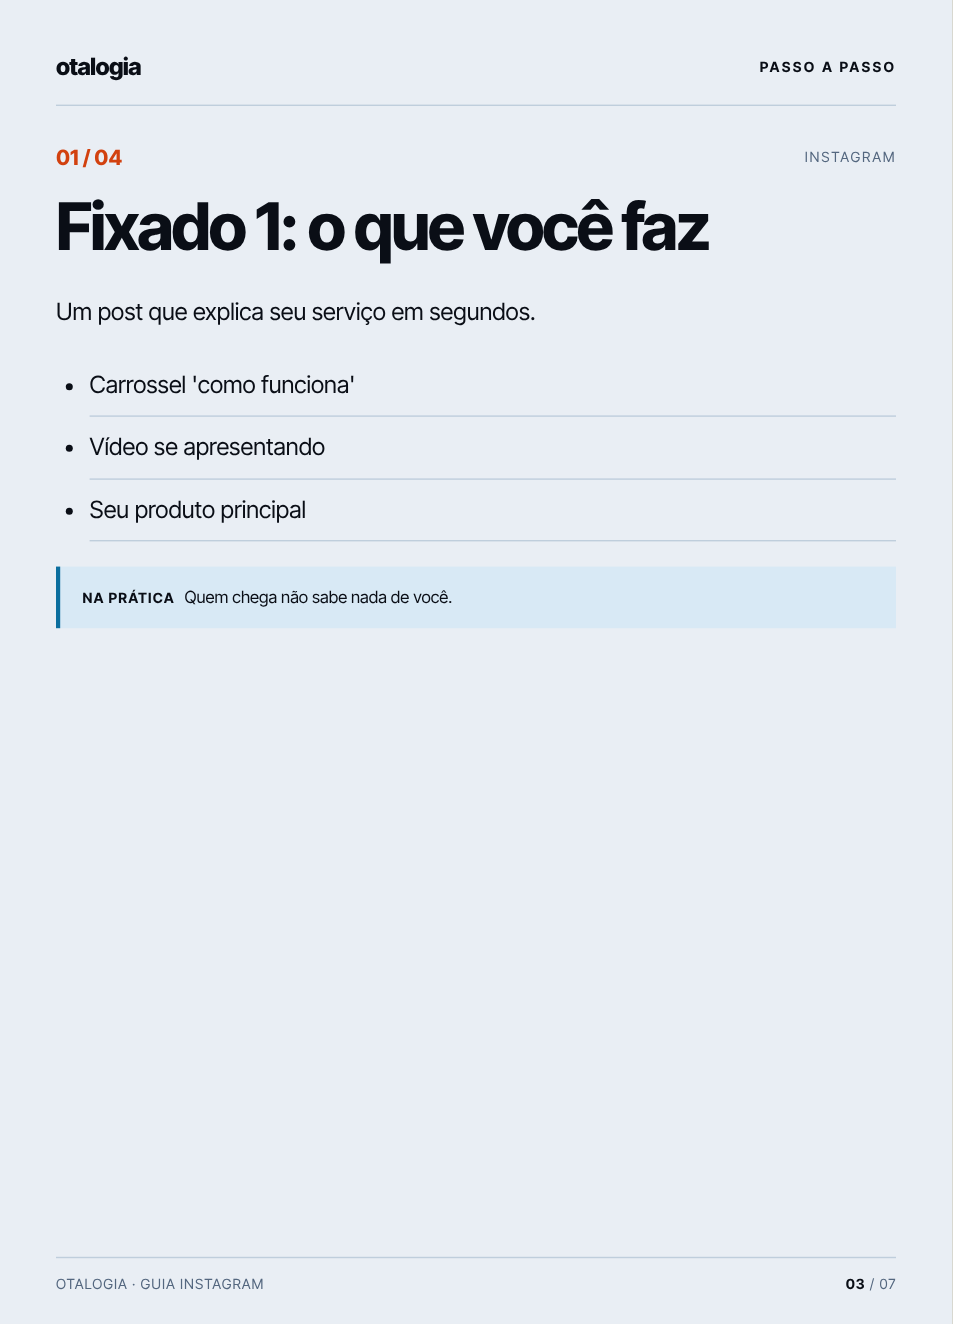 otalogia
PASSO A PASSO
01 / 04
INSTAGRAM
Fixado 1: o que você faz
Um post que explica seu serviço em segundos.
• Carrossel 'como funciona'
• Vídeo se apresentando
• Seu produto principal
NA PRÁTICA Quem chega não sabe nada de você.
OTALOGIA · GUIA INSTAGRAM
03 / 07